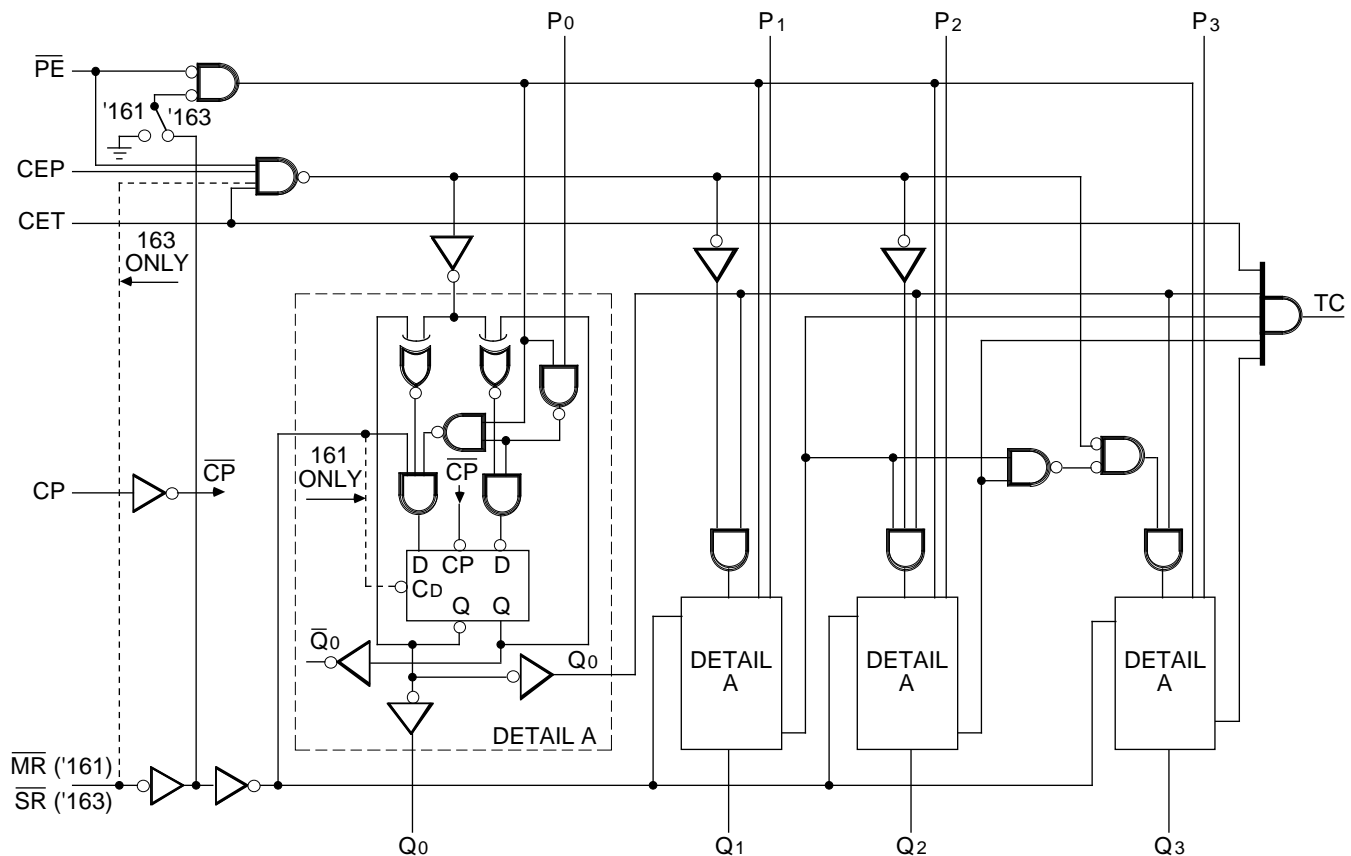 P0 P1 P2 P3
PE
'161 '163
CEP
CET
163
ONLY
TC
161
ONLY
CP
CP
CP
D CP D
CD
Q Q
Q0
Q0
DETAIL A
DETAIL
A
DETAIL
A
DETAIL
A
MR ('161)
SR ('163)
Q0 Q1 Q2 Q3